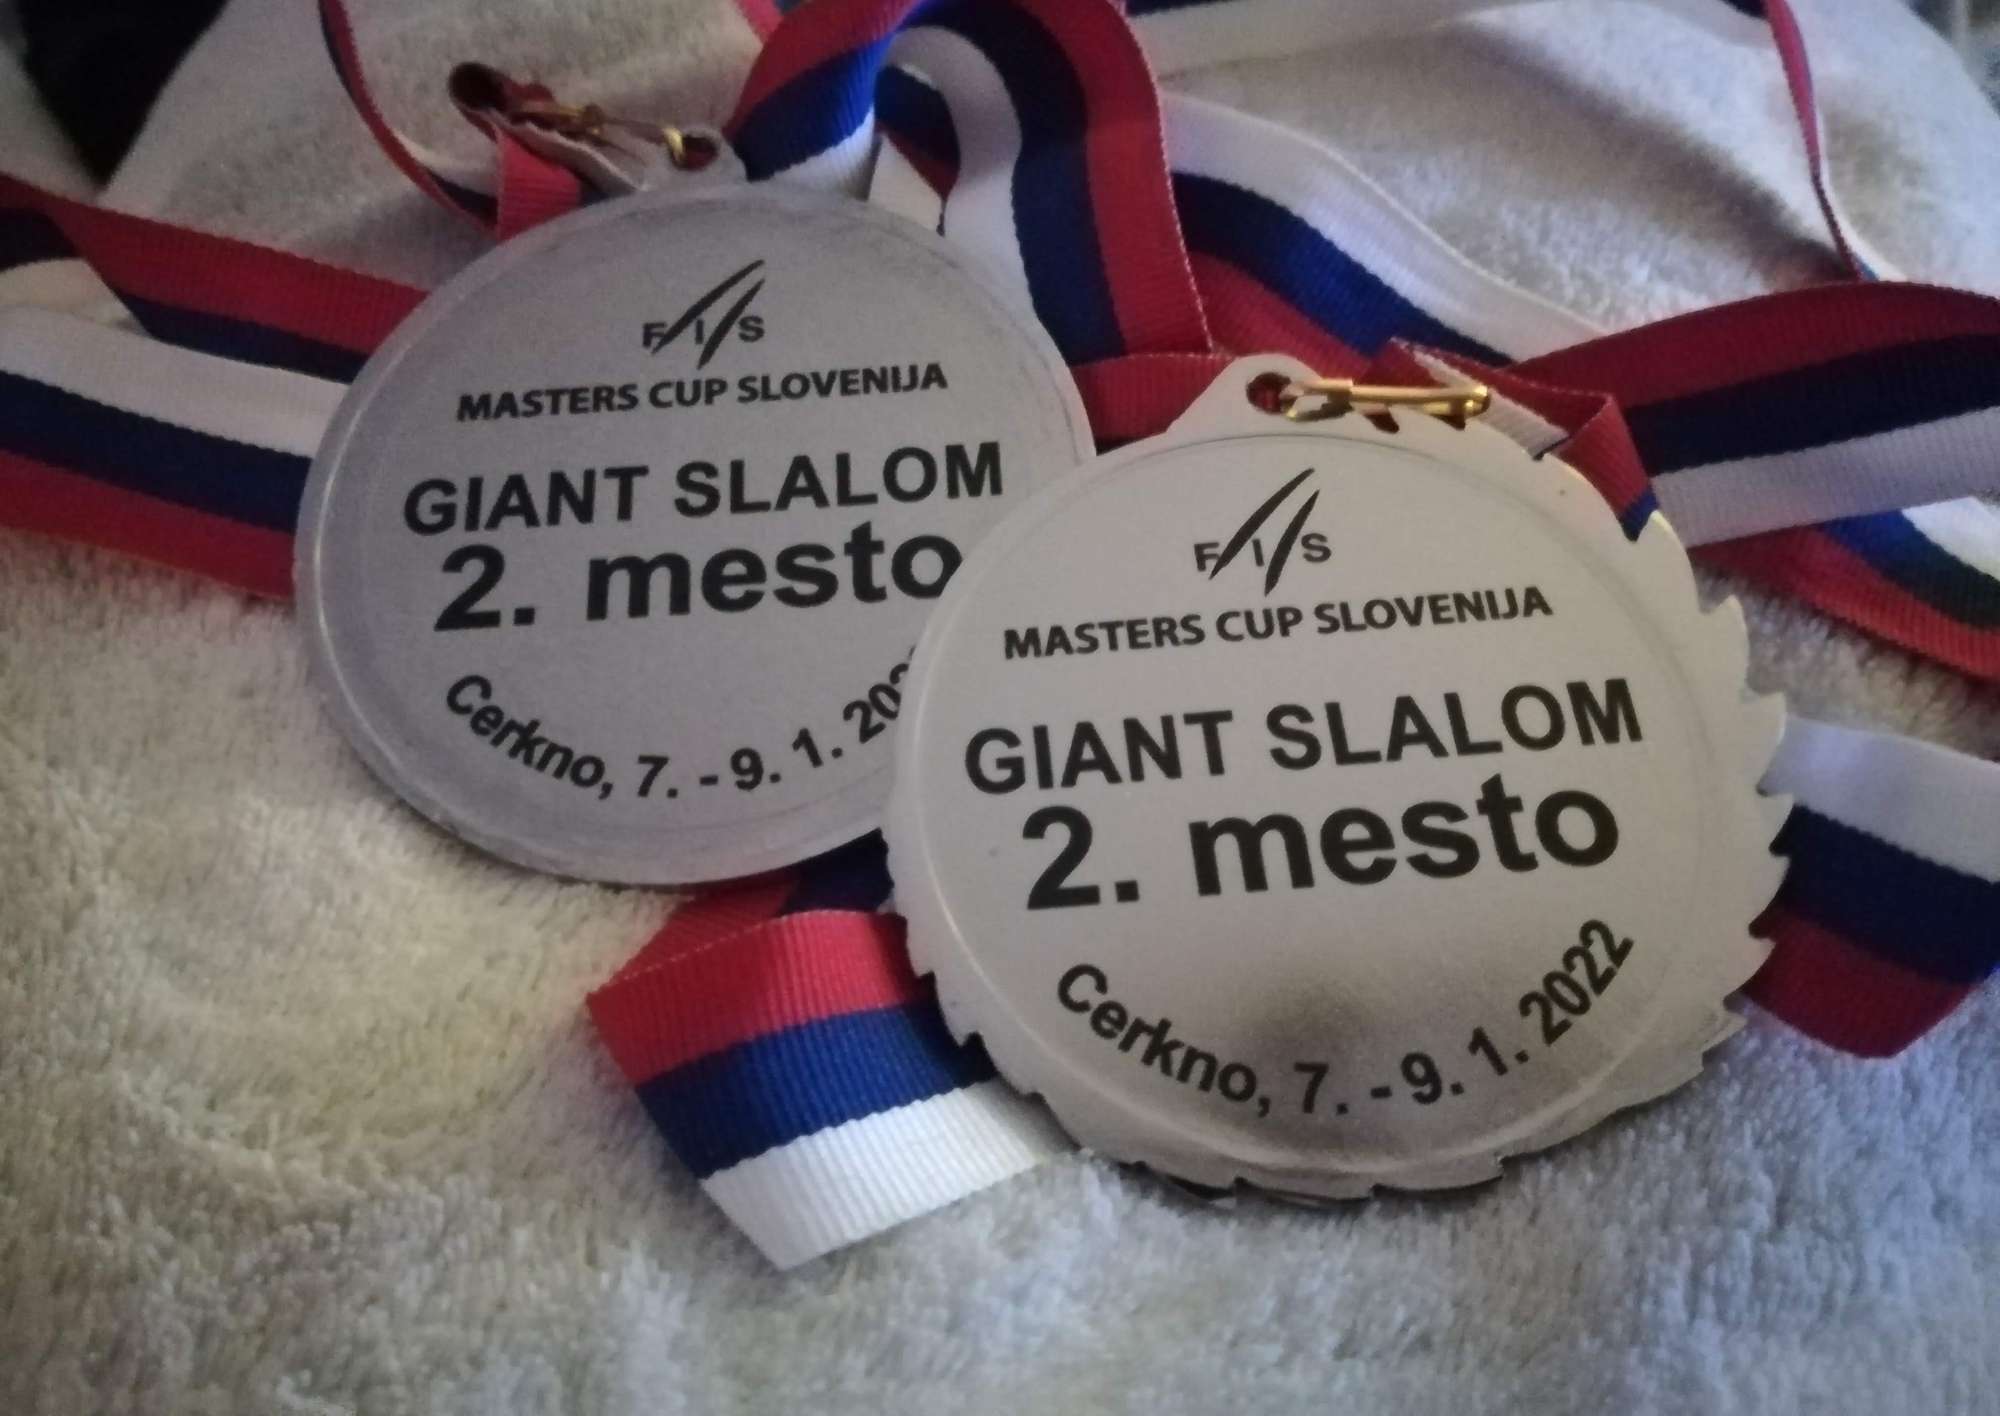 FIS
MASTERS CUP SLOVENIJA
GIANT SLALOM
2. mesto
Cerkno, 7. - 9. 1.
FIS
MASTERS CUP SLOVENIJA
GIANT SLALOM
2. mesto
Cerkno, 7. - 9. 1. 2022